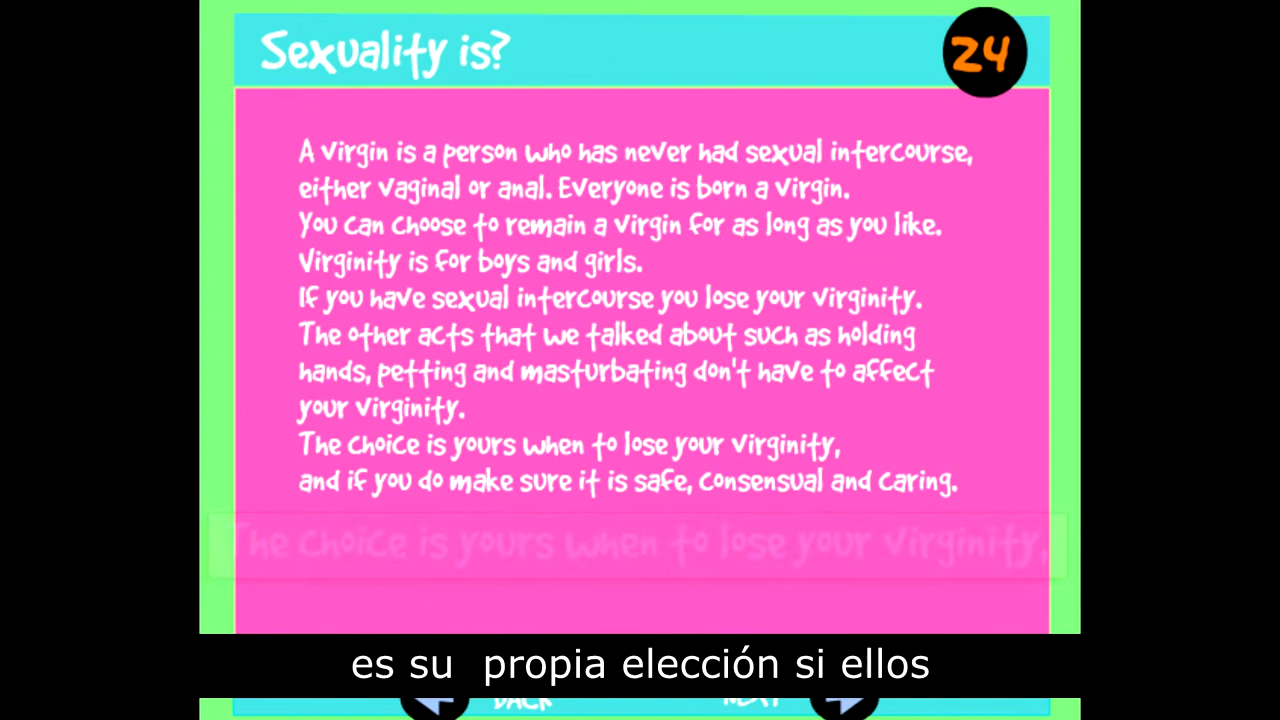 Sexuality is?
24
A virgin is a person who has never had sexual intercourse,
either vaginal or anal. Everyone is born a virgin.
You can choose to remain a virgin for as long as you like.
Virginity is for boys and girls.
If you have sexual intercourse you lose your virginity.
The other acts that we talked about such as holding
hands, petting and masturbating don't have to affect
your virginity.
The choice is yours when to lose your virginity,
and if you do make sure it is safe, consensual and caring.
The choice is yours when to lose your virginity,
es su propia elección si ellos
BACK NEXT